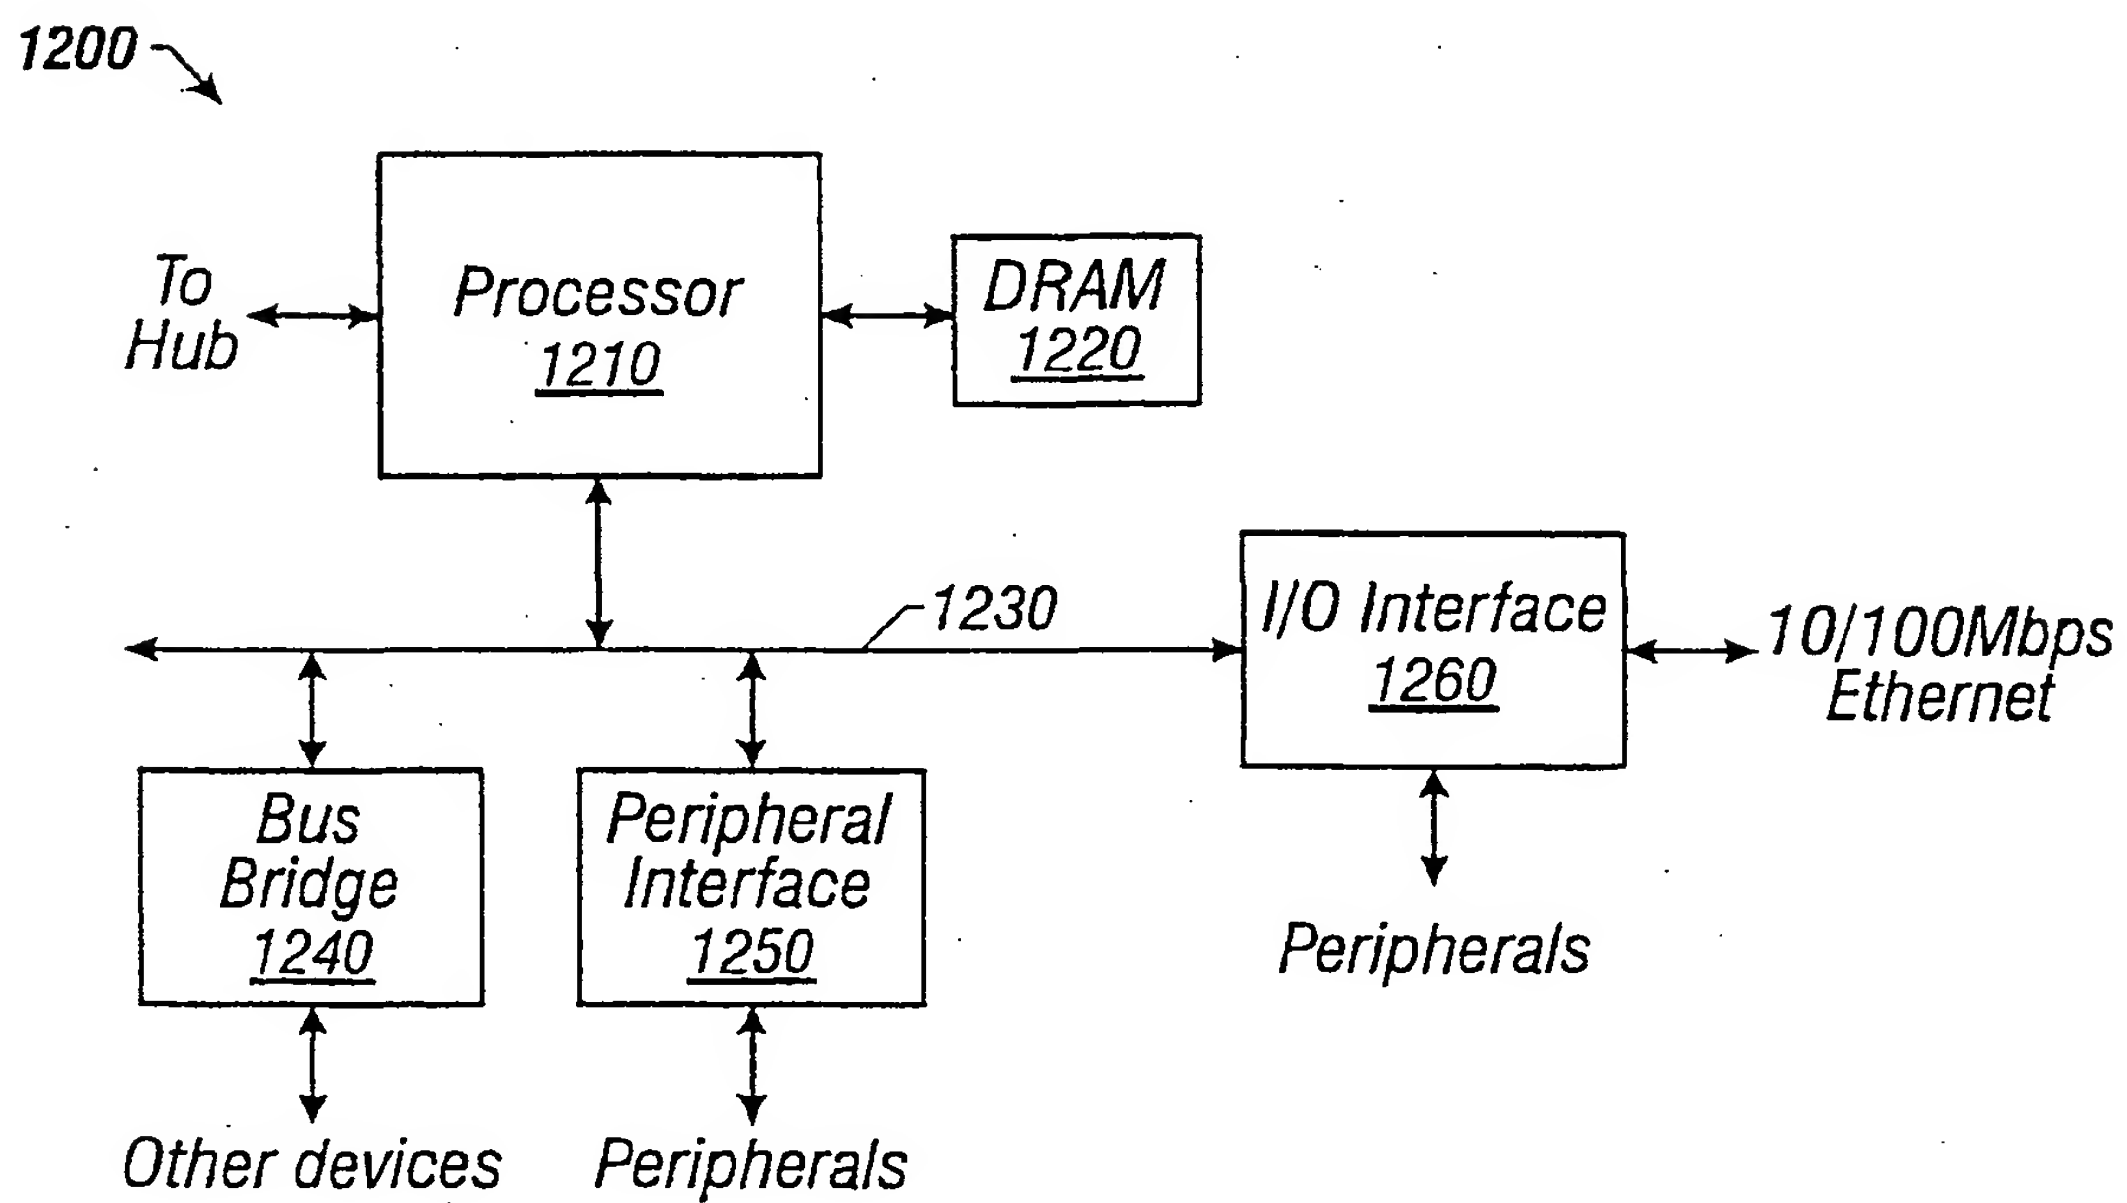 1200
To
Hub
Processor
1210
DRAM
1220
1230
I/O Interface
1260
10/100Mbps
Ethernet
Bus
Bridge
1240
Peripheral
Interface
1250
Peripherals
Other devices
Peripherals